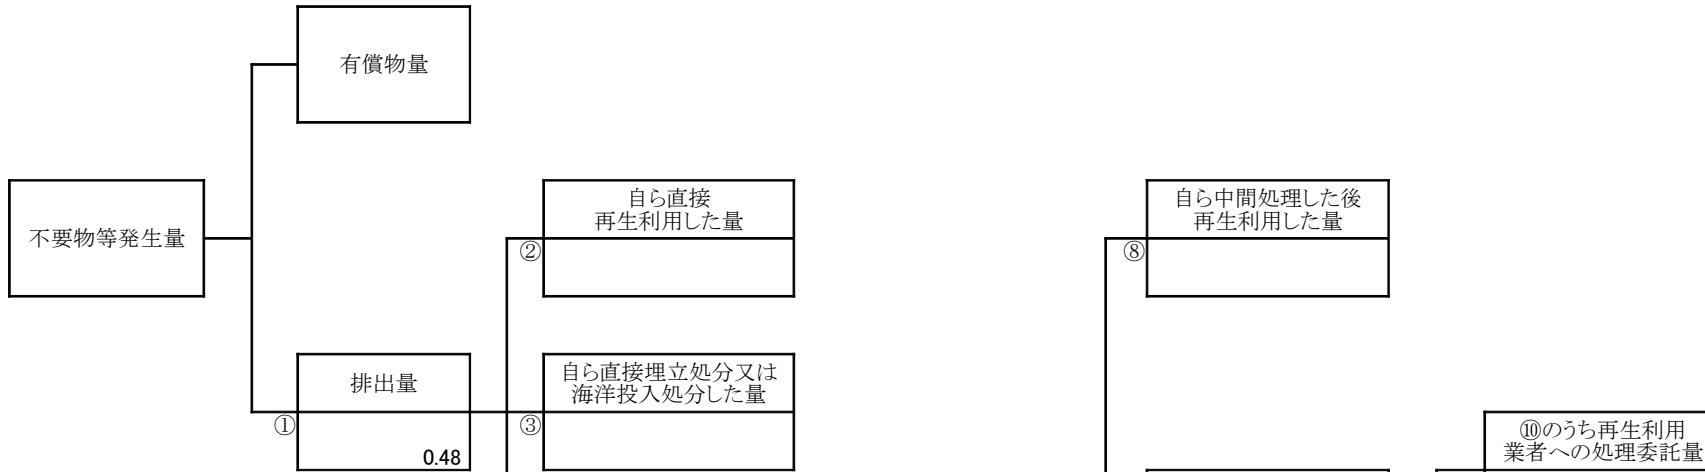 有償物量
不要物等発生量
自ら直接
再生利用した量
②
自ら中間処理した後
再生利用した量
⑧
排出量
①
0.48
自ら直接埋立処分又は
海洋投入処分した量
③
⑩のうち再生利用
業者への処理委託量